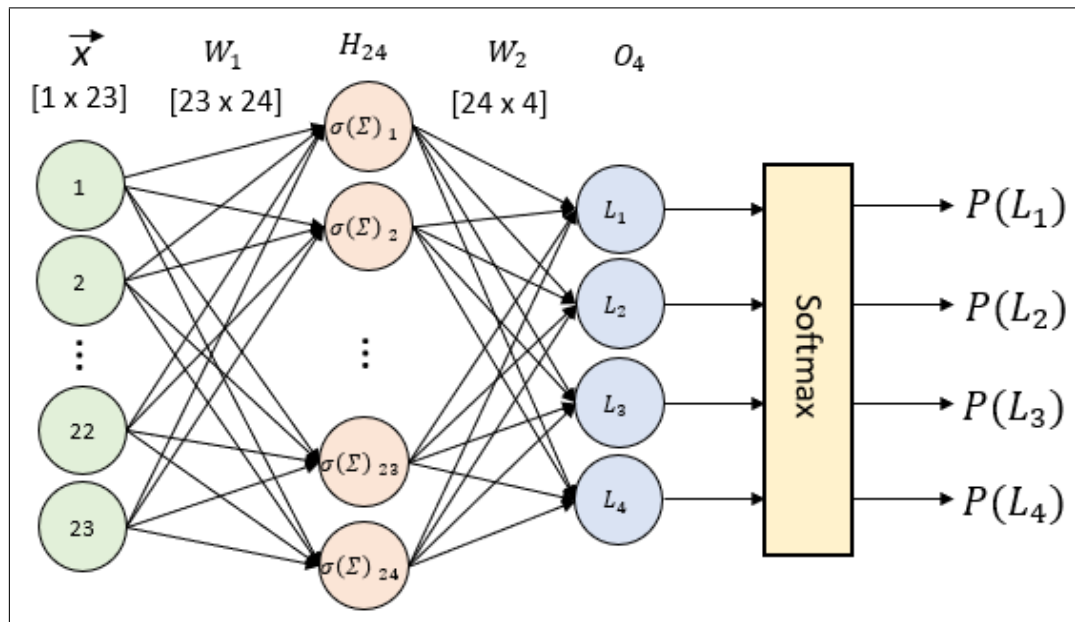 x W₁ H₂₄ W₂ O₄
[1 x 23] [23 x 24] [24 x 4]
1
2
...
22
23
σ(Σ) ₁
σ(Σ) ₂
...
σ(Σ) ₂₃
σ(Σ) ₂₄
L₁
L₂
L₃
L₄
Softmax
P(L₁)
P(L₂)
P(L₃)
P(L₄)